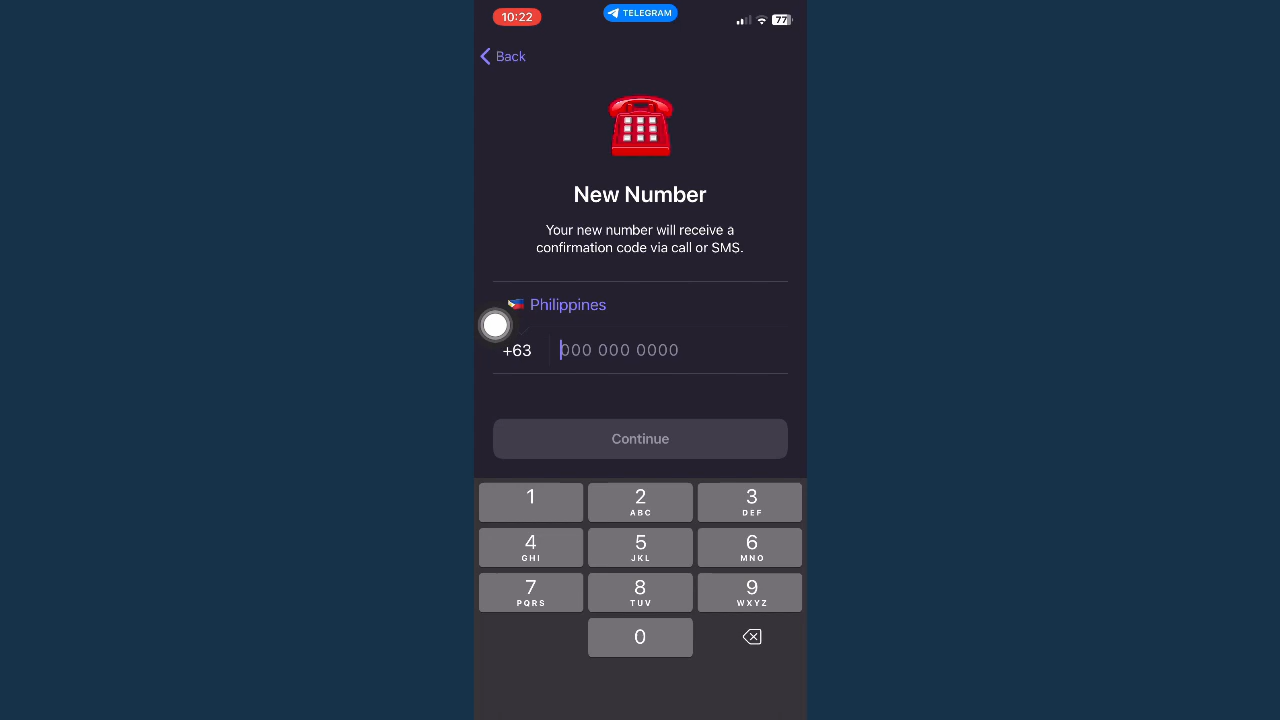 10:22
TELEGRAM
77
Back
New Number
Your new number will receive a
confirmation code via call or SMS.
Philippines
+63 000 000 0000
Continue
1 2 3
ABC DEF
4 5 6
GHI JKL MNO
7 8 9
PQRS TUV WXYZ
0